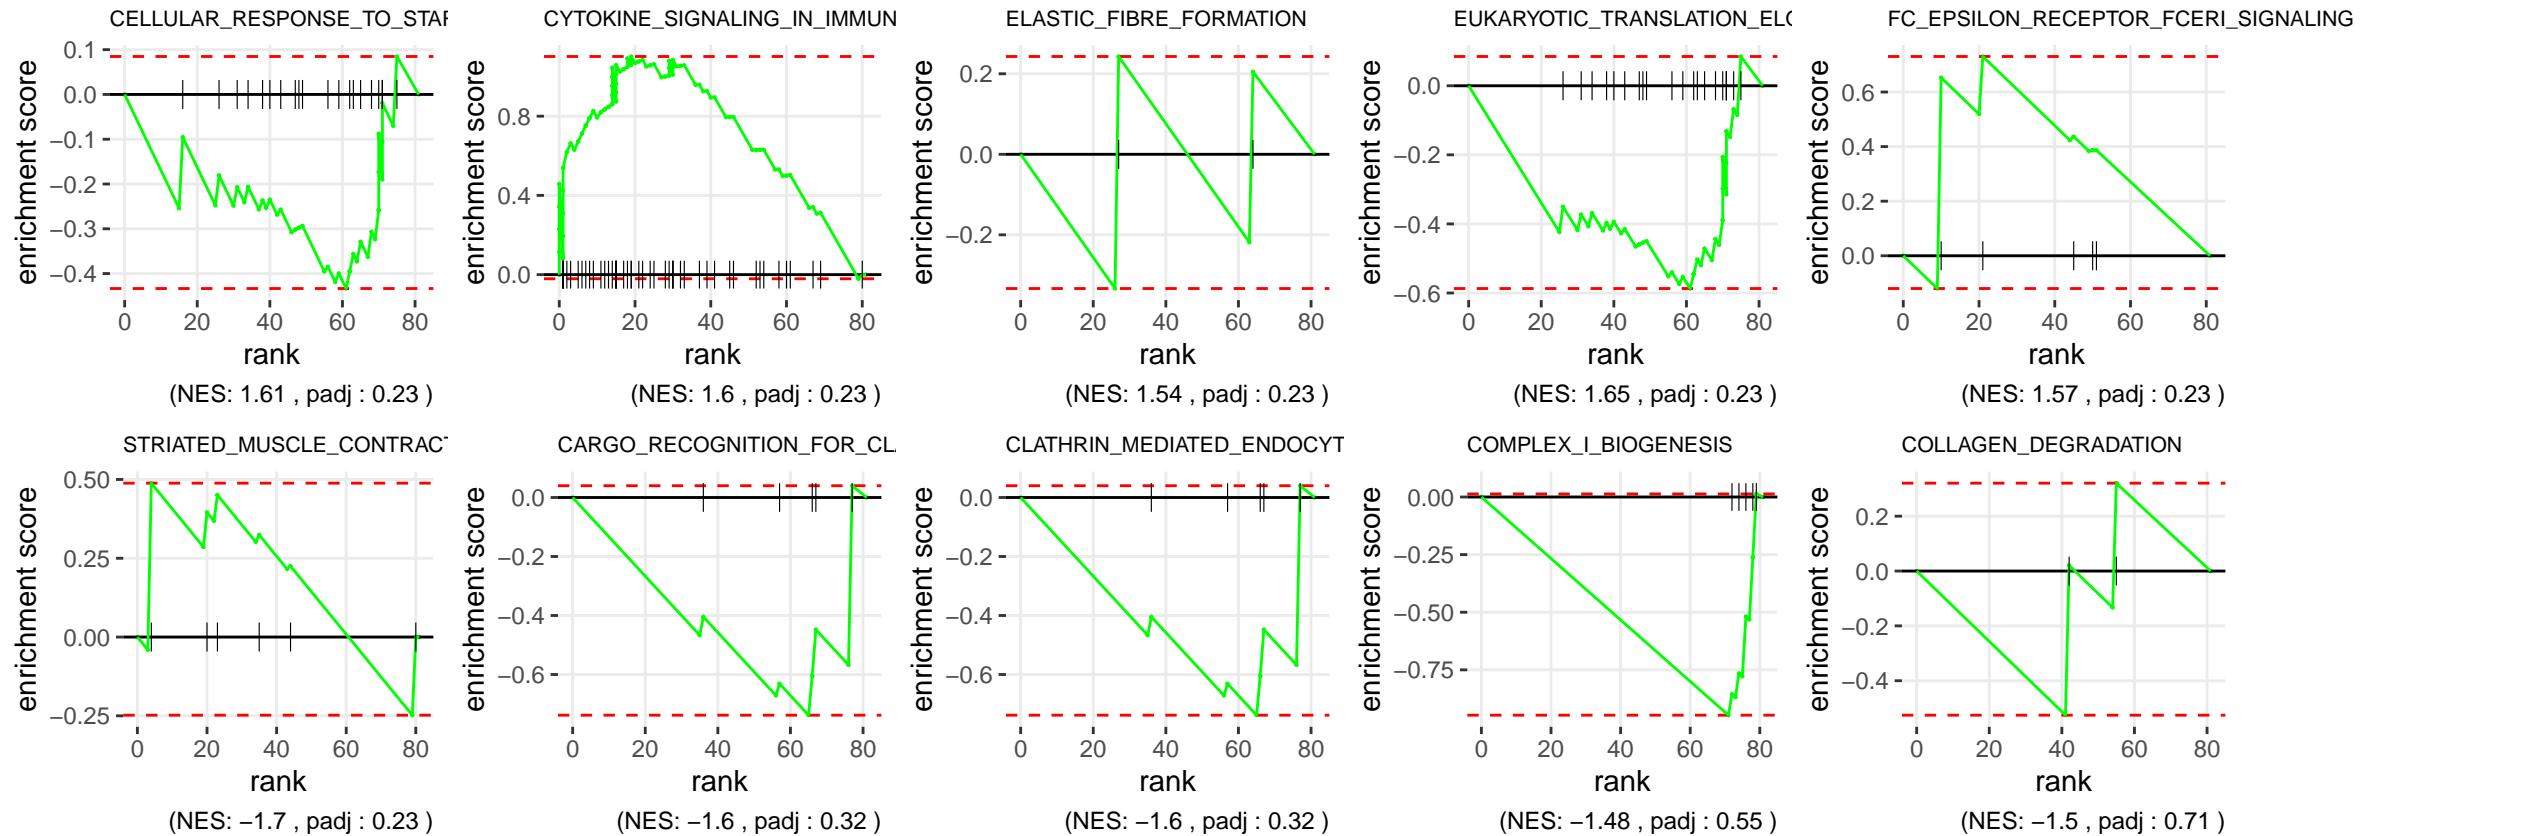 CELLULAR_RESPONSE_TO_STAR
CYTOKINE_SIGNALING_IN_IMMUN
ELASTIC_FIBRE_FORMATION
EUKARYOTIC_TRANSLATION_ELO
FC_EPSILON_RECEPTOR_FCERI_SIGNALING
enrichment score
0.1
0.0
−0.1
−0.2
−0.3
−0.4
0 20 40 60 80
rank
(NES: 1.61 , padj : 0.23 )
enrichment score
0.8
0.4
0.0
0 20 40 60 80
rank
(NES: 1.6 , padj : 0.23 )
enrichment score
0.2
0.0
−0.2
0 20 40 60 80
rank
(NES: 1.54 , padj : 0.23 )
enrichment score
0.0
−0.2
−0.4
−0.6
0 20 40 60 80
rank
(NES: 1.65 , padj : 0.23 )
enrichment score
0.6
0.4
0.2
0.0
0 20 40 60 80
rank
(NES: 1.57 , padj : 0.23 )
STRIATED_MUSCLE_CONTRACT
CARGO_RECOGNITION_FOR_CLA
CLATHRIN_MEDIATED_ENDOCYT
COMPLEX_I_BIOGENESIS
COLLAGEN_DEGRADATION
enrichment score
0.50
0.25
0.00
−0.25
0 20 40 60 80
rank
(NES: −1.7 , padj : 0.23 )
enrichment score
0.0
−0.2
−0.4
−0.6
0 20 40 60 80
rank
(NES: −1.6 , padj : 0.32 )
enrichment score
0.0
−0.2
−0.4
−0.6
0 20 40 60 80
rank
(NES: −1.6 , padj : 0.32 )
enrichment score
0.00
−0.25
−0.50
−0.75
0 20 40 60 80
rank
(NES: −1.48 , padj : 0.55 )
enrichment score
0.2
0.0
−0.2
−0.4
0 20 40 60 80
rank
(NES: −1.5 , padj : 0.71 )